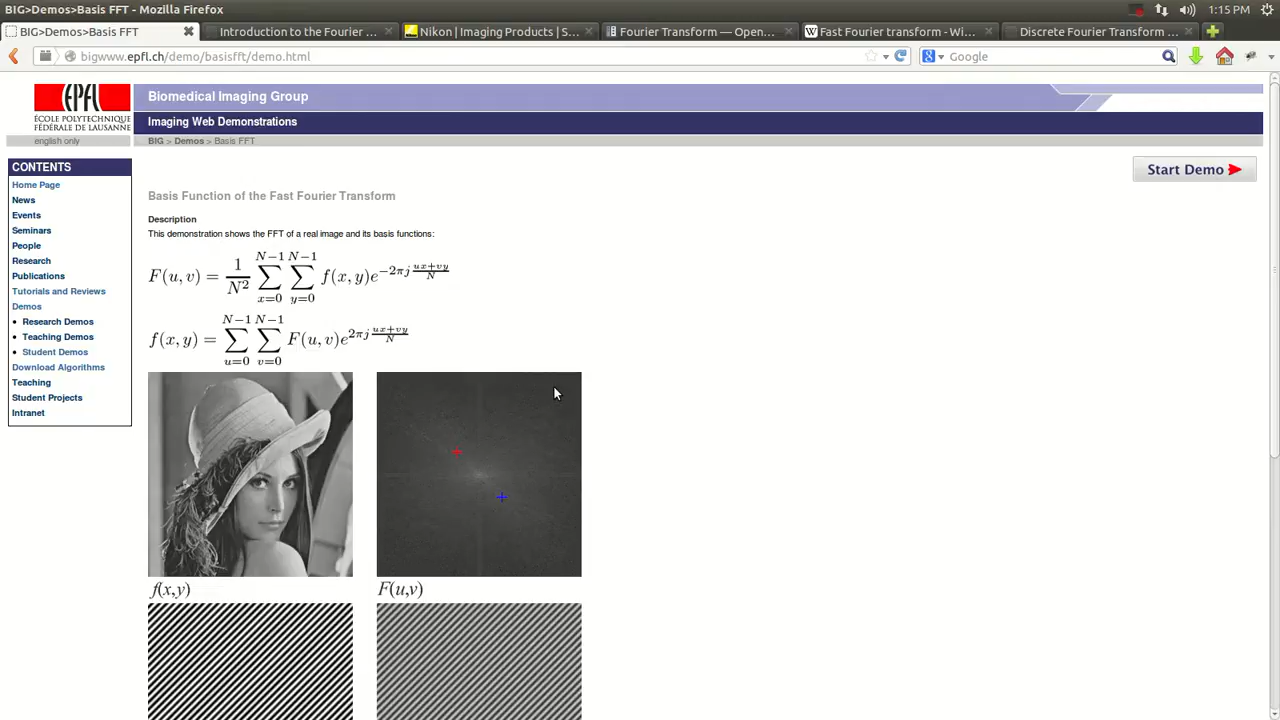 BIG>Demos>Basis FFT - Mozilla Firefox
1:15 PM
BIG>Demos>Basis FFT
Introduction to the Fourier ...
Nikon | Imaging Products | S...
Fourier Transform — Open...
Fast Fourier transform - Wi...
Discrete Fourier Transform ...
bigwww.epfl.ch/demo/basisfft/demo.html
Google
EPFL
ÉCOLE POLYTECHNIQUE
FÉDÉRALE DE LAUSANNE
english only
Biomedical Imaging Group
Imaging Web Demonstrations
BIG > Demos > Basis FFT
CONTENTS
Home Page
News
Events
Seminars
People
Research
Publications
Tutorials and Reviews
Demos
• Research Demos
• Teaching Demos
• Student Demos
Download Algorithms
Teaching
Student Projects
Intranet
Start Demo
Basis Function of the Fast Fourier Transform
Description
This demonstration shows the FFT of a real image and its basis functions:
F(u, v) = 1/N² ∑_{x=0}^{N−1} ∑_{y=0}^{N−1} f(x, y)e^{−2πj (ux+vy)/N}
f(x, y) = ∑_{u=0}^{N−1} ∑_{v=0}^{N−1} F(u, v)e^{2πj (ux+vy)/N}
f(x,y)
F(u,v)